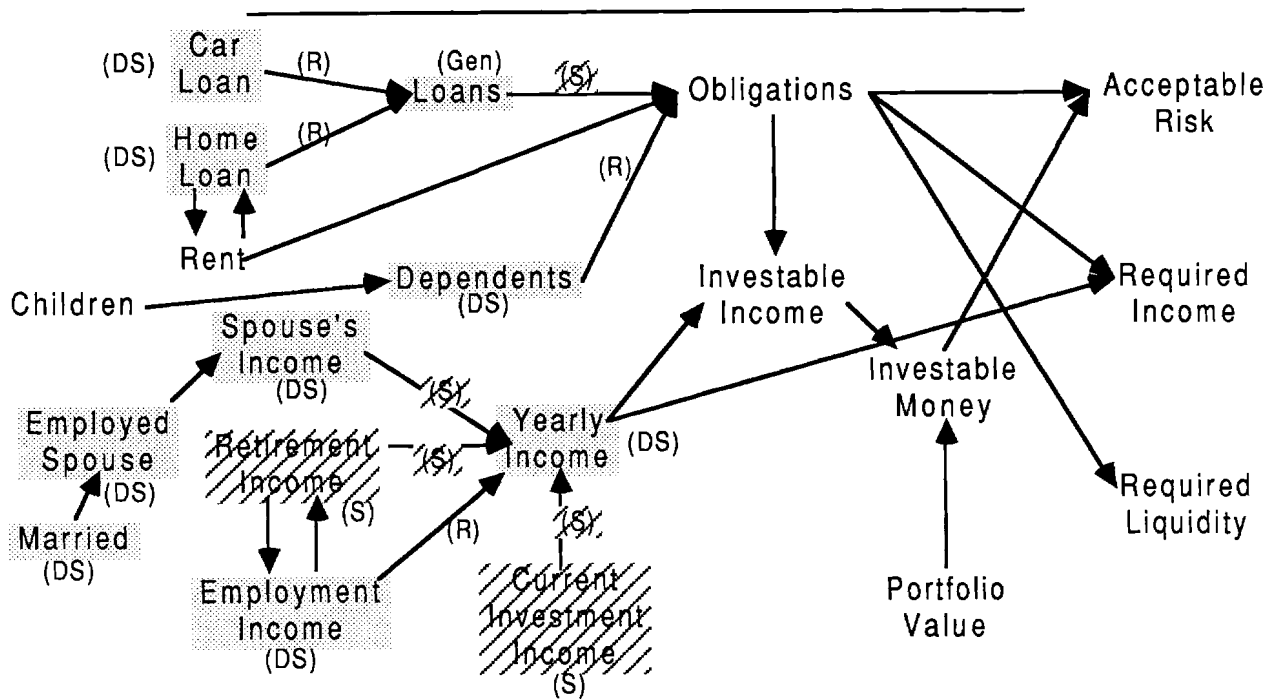 (DS)
Car
Loan
(R)
(Gen)
Loans
(S)
Obligations
Acceptable
Risk
(DS)
Home
Loan
(R)
(R)
Rent
Children
Dependents
(DS)
Investable
Income
Required
Income
Spouse's
Income
(DS)
(S)
Investable
Money
Employed
Spouse
(DS)
Retirement
Income
(S)
(S)
Yearly
Income
(DS)
Married
(DS)
(R)
(S)
Required
Liquidity
Employment
Income
(DS)
Current
Investment
Income
(S)
Portfolio
Value